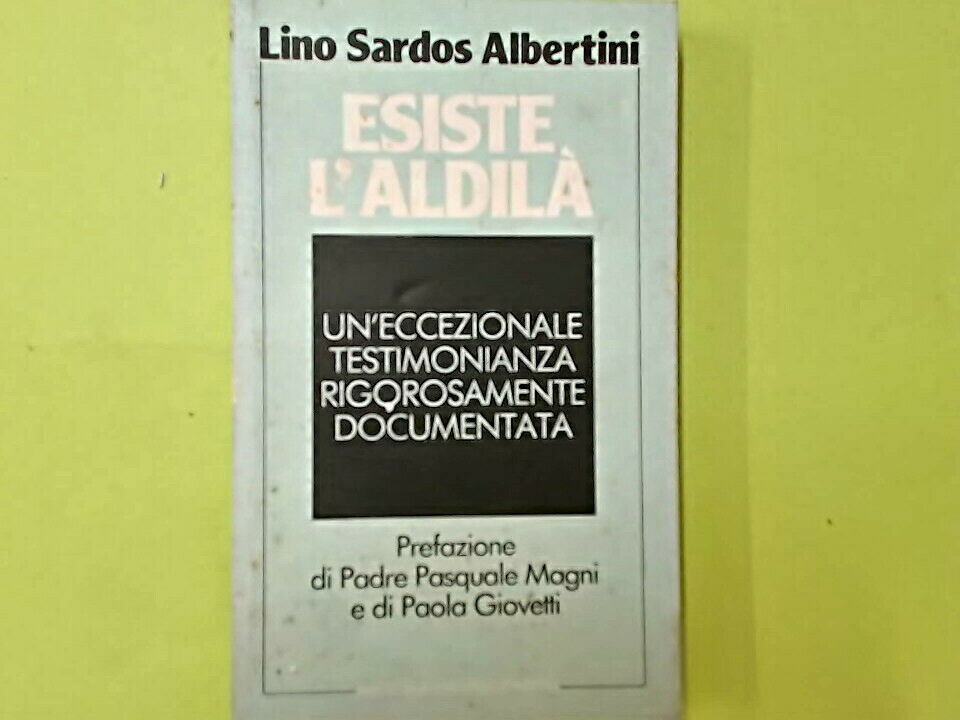 Lino Sardos Albertini
ESISTE
L'ALDILÀ
UN'ECCEZIONALE
TESTIMONIANZA
RIGOROSAMENTE
DOCUMENTATA
Prefazione
di Padre Pasquale Magni
e di Paola Giovetti